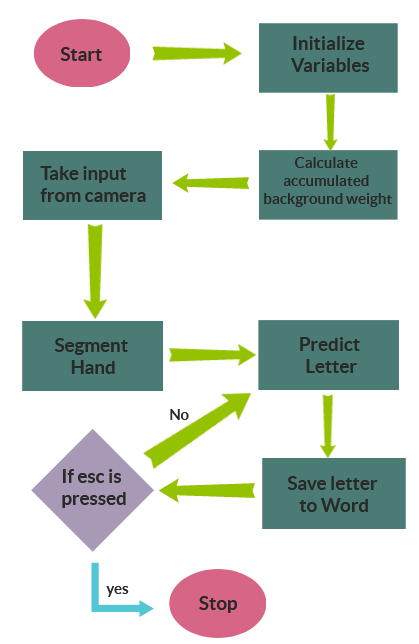 Start
Initialize
Variables
Calculate
accumulated
background weight
Take input
from camera
Segment
Hand
Predict
Letter
No
If esc is
pressed
Save letter
to Word
yes
Stop